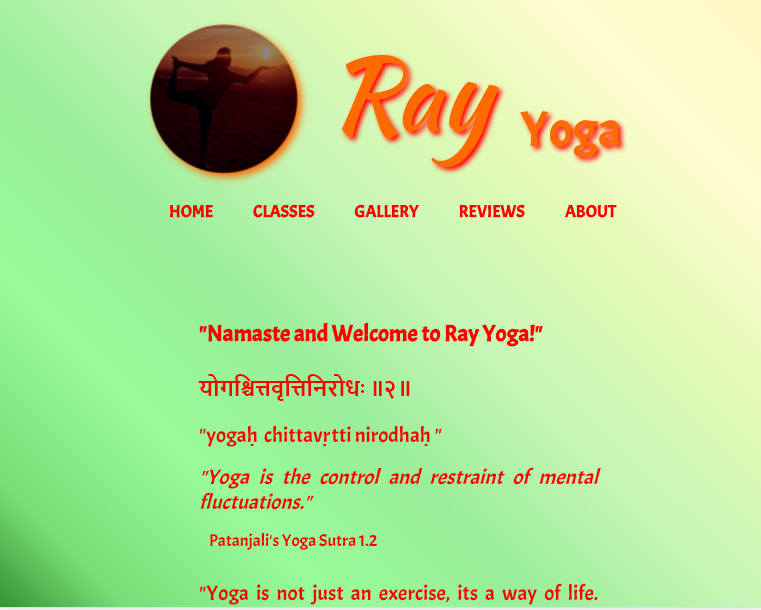 Ray Yoga
HOME CLASSES GALLERY REVIEWS ABOUT
"Namaste and Welcome to Ray Yoga!"
योगश्चित्तवृत्तिनिरोधः ॥२॥
"yogaḥ chittavṛtti nirodhaḥ "
"Yoga is the control and restraint of mental
fluctuations."
Patanjali's Yoga Sutra 1.2
"Yoga is not just an exercise, its a way of life.